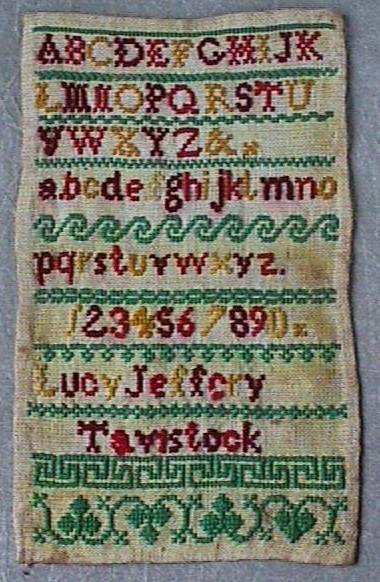 ABCDEFGHIJK
LMNOPQRSTU
VWXYZ&.
abcdefghijklmno
pqrstuvwxyz.
1234567890.
Lucy Jeffery
Tavistock